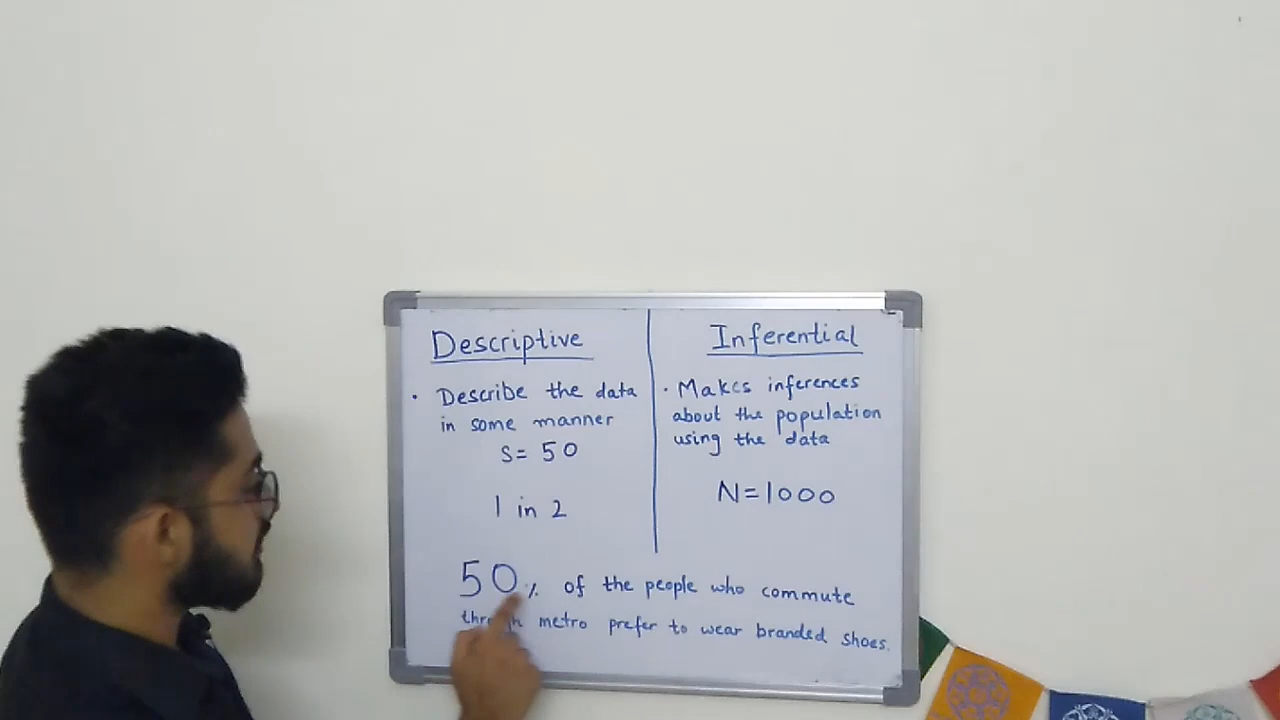 Descriptive
• Describe the data
in some manner
S = 50
1 in 2
Inferential
• Makes inferences
about the population
using the data
N = 1000
50% of the people who commute
through metro prefer to wear branded shoes.